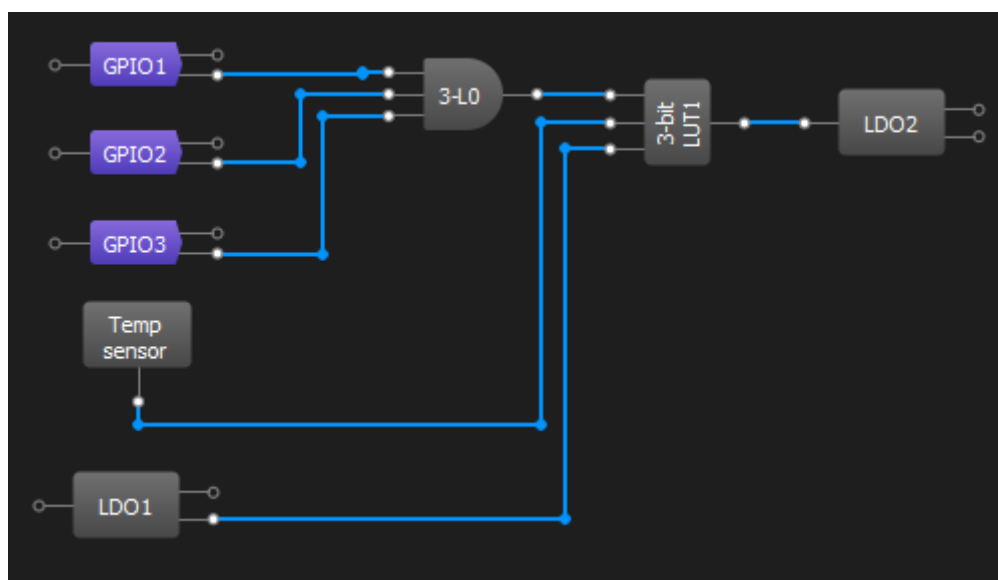 GPIO1
3-L0
3-bit
LUT1
LDO2
GPIO2
GPIO3
Temp
sensor
LDO1